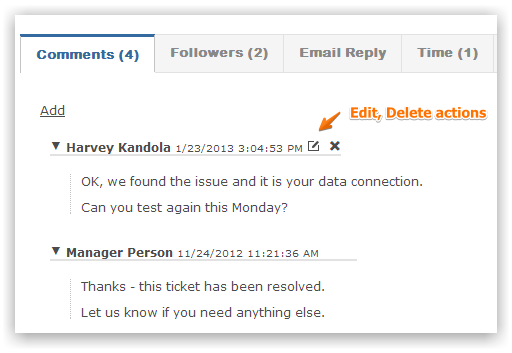 Comments (4) Followers (2) Email Reply Time (1)
Add
Edit, Delete actions
Harvey Kandola 1/23/2013 3:04:53 PM
OK, we found the issue and it is your data connection.
Can you test again this Monday?
Manager Person 11/24/2012 11:21:36 AM
Thanks - this ticket has been resolved.
Let us know if you need anything else.